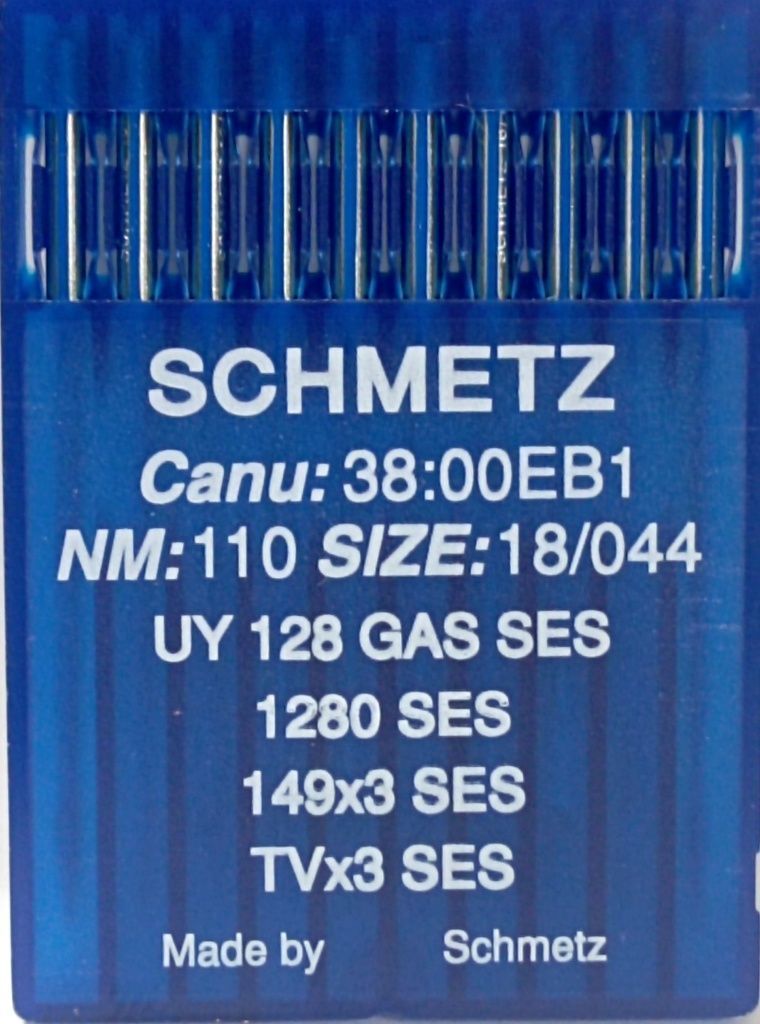 SCHMETZ
Canu: 38:00EB1
NM:110 SIZE:18/044
UY 128 GAS SES
1280 SES
149x3 SES
TVx3 SES
Made by Schmetz